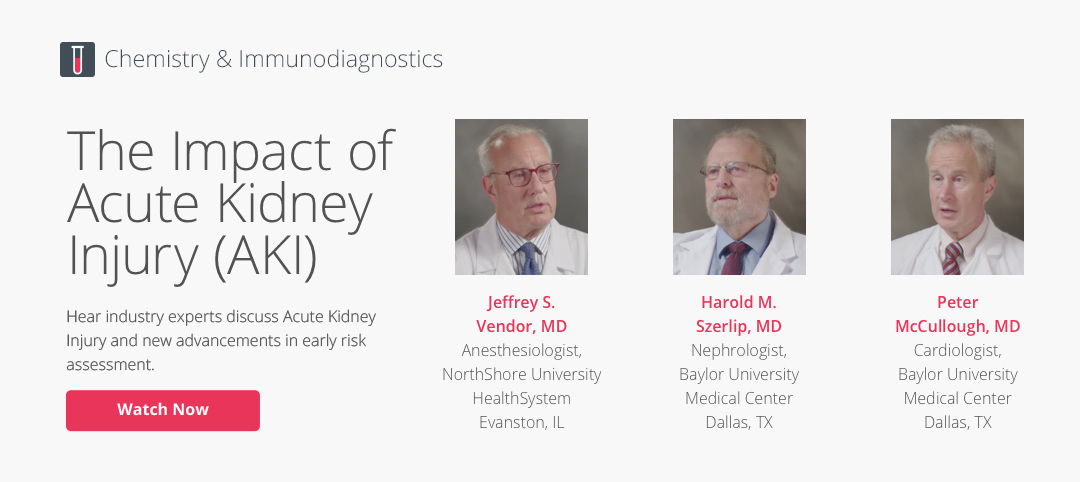 Chemistry & Immunodiagnostics
The Impact of
Acute Kidney
Injury (AKI)
Hear industry experts discuss Acute Kidney
Injury and new advancements in early risk
assessment.
Watch Now
Jeffrey S.
Vendor, MD
Anesthesiologist,
NorthShore University
HealthSystem
Evanston, IL
Harold M.
Szerlip, MD
Nephrologist,
Baylor University
Medical Center
Dallas, TX
Peter
McCullough, MD
Cardiologist,
Baylor University
Medical Center
Dallas, TX